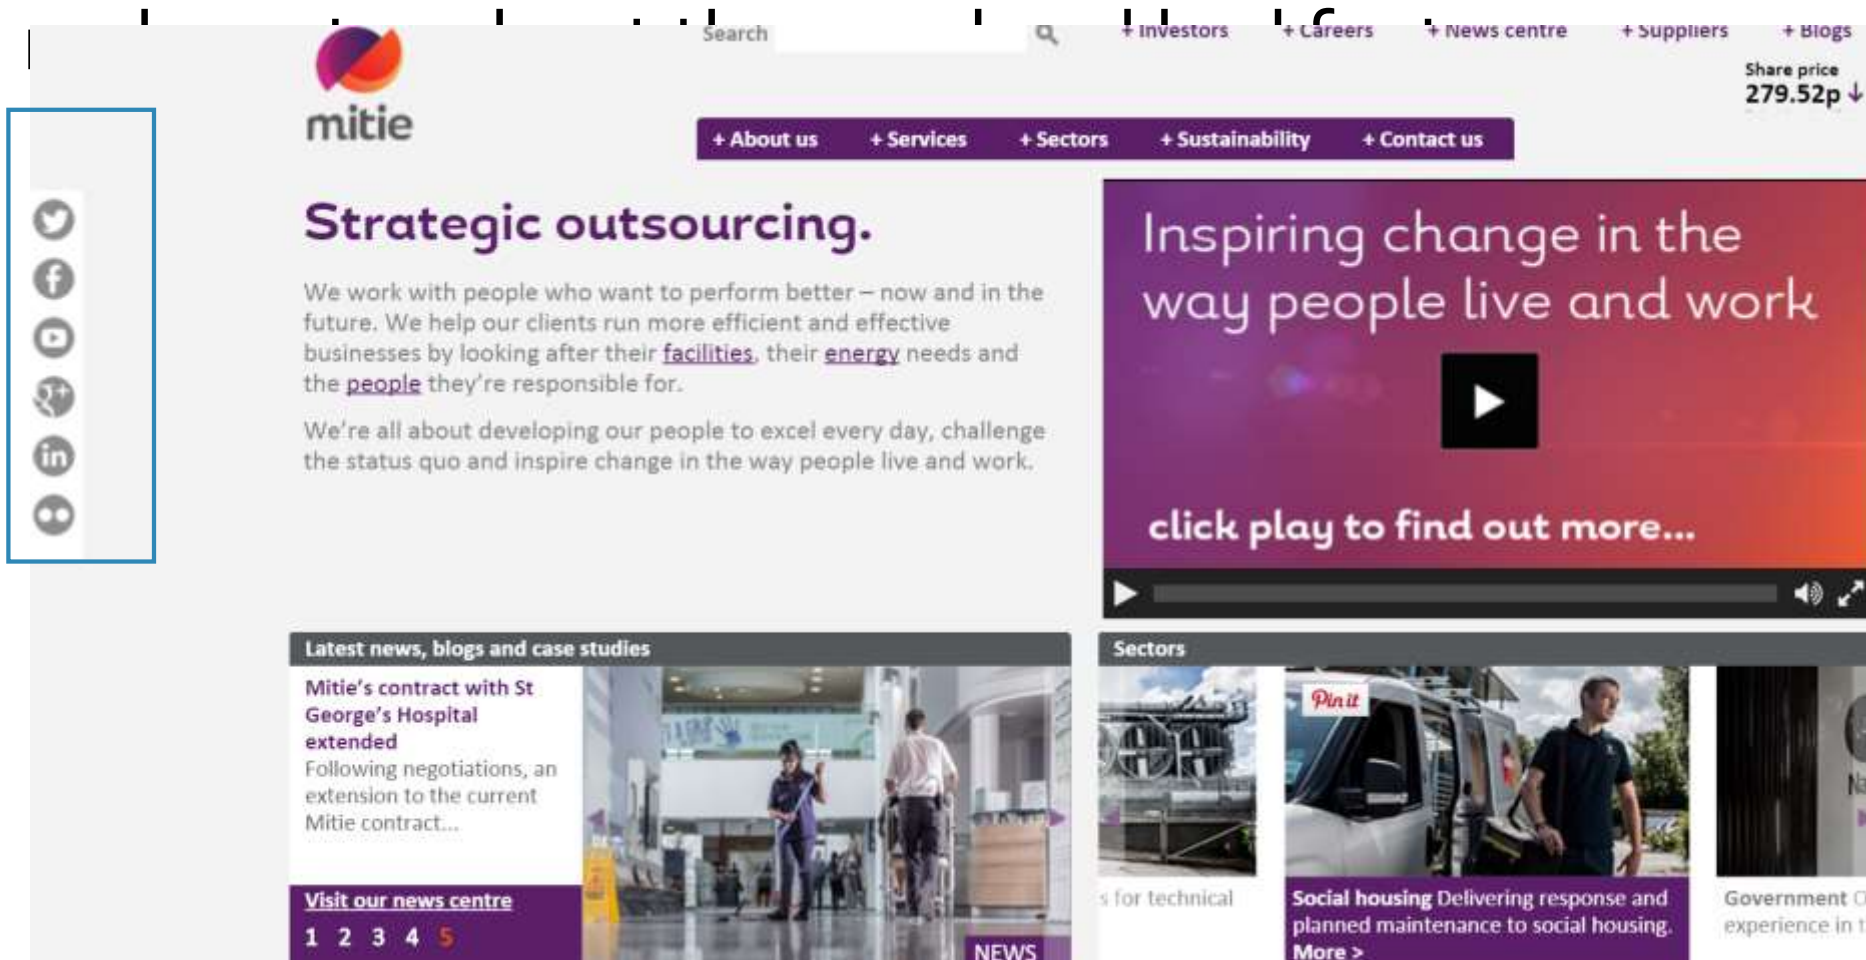 Search
+ Investors
+ Careers
+ News centre
+ Suppliers
+ Blogs
Share price
279.52p
mitie
+ About us
+ Services
+ Sectors
+ Sustainability
+ Contact us
Strategic outsourcing.
We work with people who want to perform better – now and in the
future. We help our clients run more efficient and effective
businesses by looking after their facilities, their energy needs and
the people they're responsible for.
We're all about developing our people to excel every day, challenge
the status quo and inspire change in the way people live and work.
Inspiring change in the
way people live and work
click play to find out more...
Latest news, blogs and case studies
Mitie's contract with St
George's Hospital
extended
Following negotiations, an
extension to the current
Mitie contract...
Visit our news centre
1 2 3 4 5
NEWS
Sectors
Pin it
s for technical
Social housing Delivering response and
planned maintenance to social housing.
More >
Government
experience in